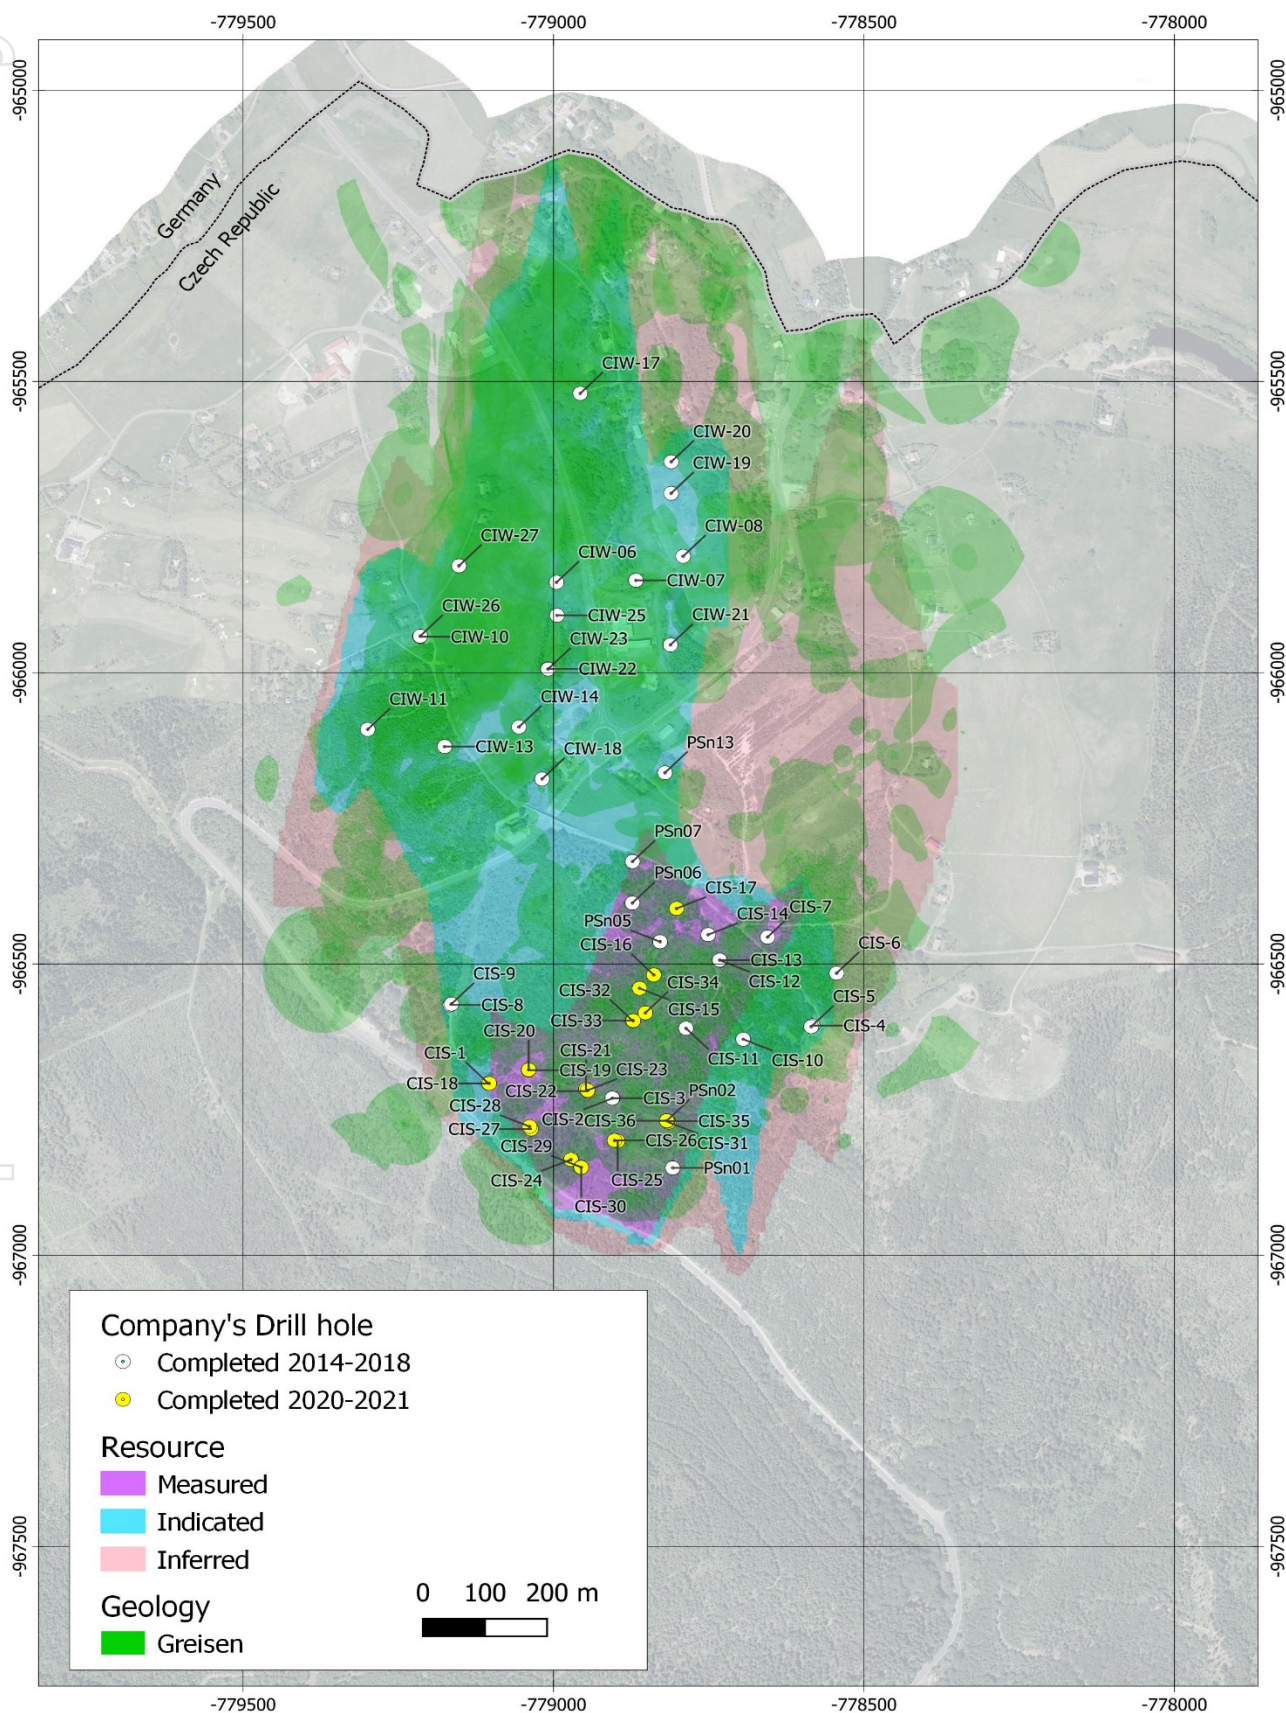 -779500 -779000 -778500 -778000
-965000 -965000
Germany
Czech Republic
-965500 -965500
CIW-17
CIW-20
CIW-19
CIW-08
CIW-27
CIW-06
CIW-07
CIW-26
CIW-25
CIW-21
CIW-10
CIW-23
-966000 -966000
CIW-22
CIW-11
CIW-14
CIW-13
CIW-18
PSn13
PSn07
PSn06
CIS-17
CIS-7
PSn05
CIS-14
CIS-16
CIS-6
-966500 -966500
CIS-13
CIS-9
CIS-34
CIS-12
CIS-32
CIS-5
CIS-8
CIS-15
CIS-33
CIS-4
CIS-20
CIS-21
CIS-11
CIS-10
CIS-1
CIS-19
CIS-23
CIS-18
CIS-22
PSn02
CIS-28
CIS-2
CIS-3
CIS-36
CIS-35
CIS-27
CIS-29
CIS-26
CIS-31
CIS-24
CIS-25
PSn01
CIS-30
-967000 -967000
Company's Drill hole
Completed 2014-2018
Completed 2020-2021
Resource
Measured
Indicated
Inferred
-967500 -967500
Geology
0 100 200 m
Greisen
-779500 -779000 -778500 -778000